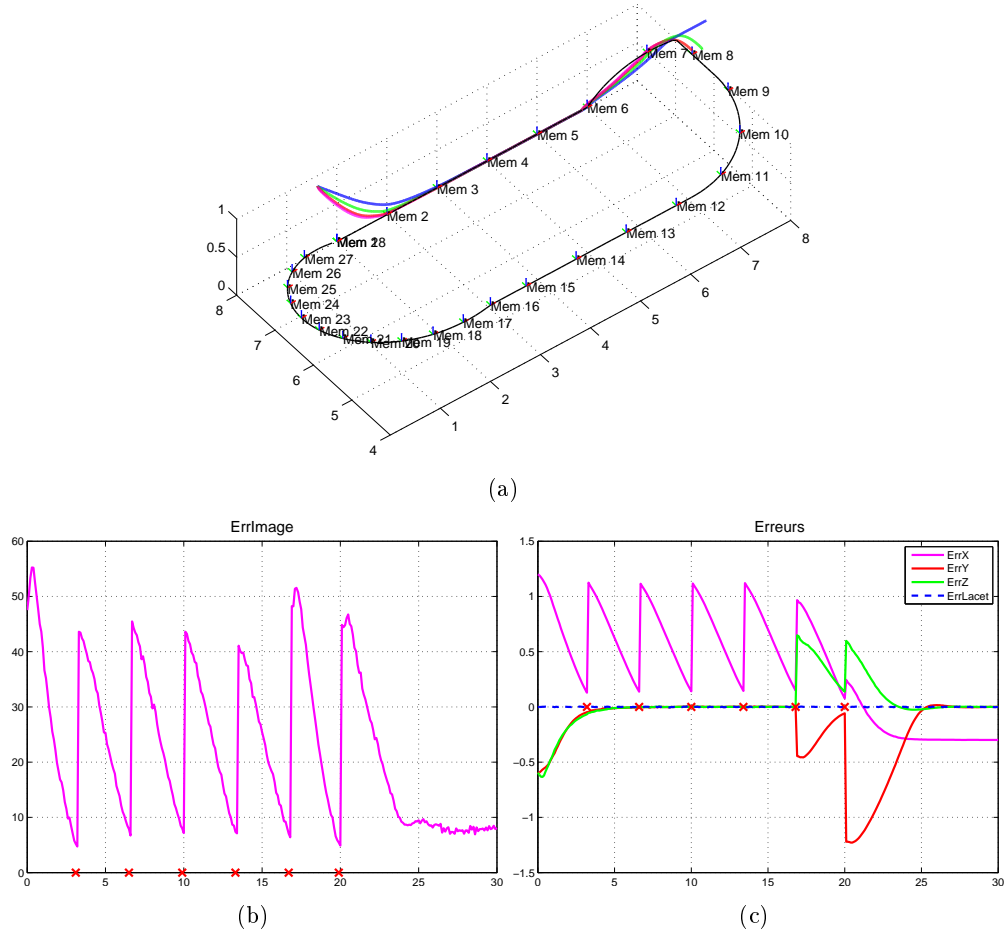 Mem 7
Mem 8
Mem 9
Mem 6
Mem 5
Mem 10
Mem 4
Mem 11
Mem 3
Mem 12
Mem 2
Mem 13
Mem 28
Mem 27
Mem 14
Mem 26
Mem 15
Mem 25
Mem 16
Mem 24
Mem 23
Mem 17
Mem 22
Mem 18
Mem 21
Mem 19
1
0.5
0
8
7
6
5
4
1
2
3
4
5
6
7
8
(a)
ErrImage
60
50
40
30
20
10
0
0 5 10 15 20 25 30
(b)
Erreurs
1.5
1
0.5
0
−0.5
−1
−1.5
0 5 10 15 20 25 30
ErrX
ErrY
ErrZ
ErrLacet
(c)